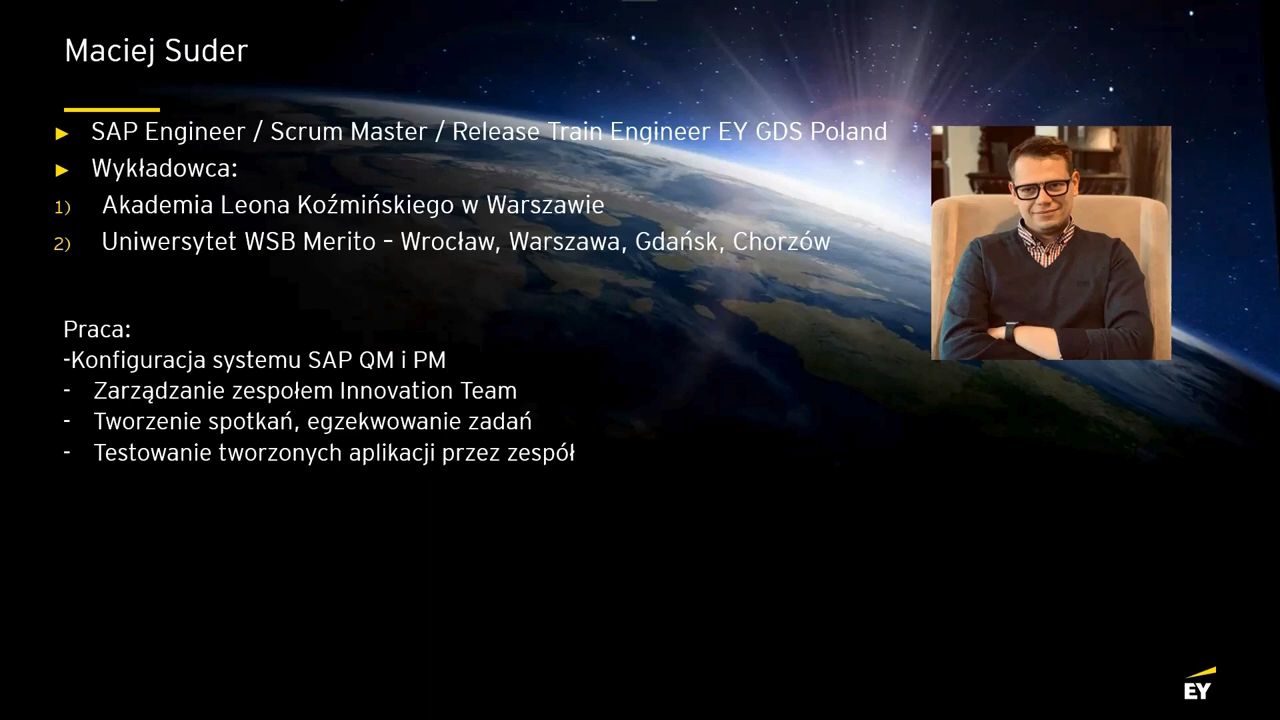 Maciej Suder
► SAP Engineer / Scrum Master / Release Train Engineer EY GDS Poland
► Wykładowca:
1) Akademia Leona Koźmińskiego w Warszawie
2) Uniwersytet WSB Merito – Wrocław, Warszawa, Gdańsk, Chorzów
Praca:
-Konfiguracja systemu SAP QM i PM
- Zarządzanie zespołem Innovation Team
- Tworzenie spotkań, egzekwowanie zadań
- Testowanie tworzonych aplikacji przez zespół
EY